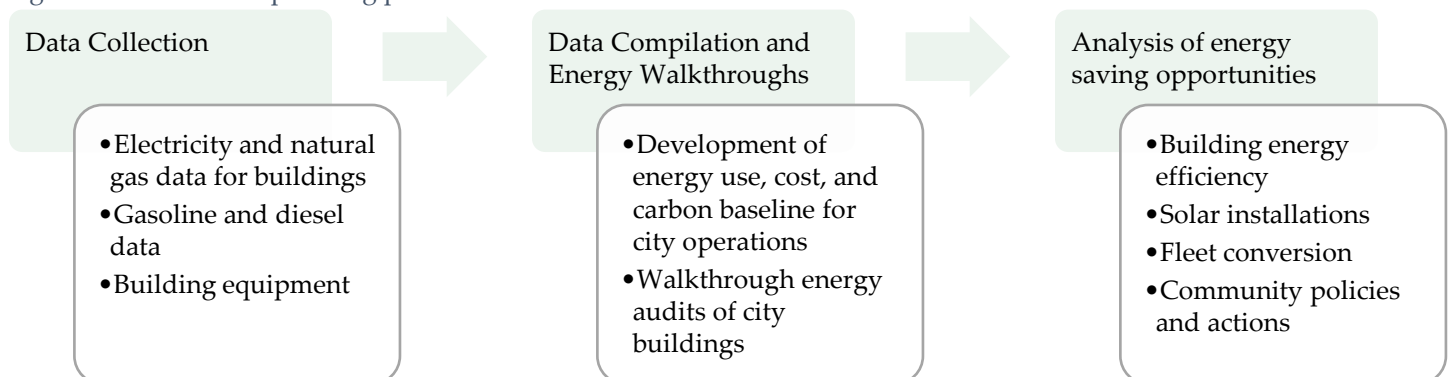 Data Collection
•Electricity and natural
gas data for buildings
•Gasoline and diesel
data
•Building equipment
Data Compilation and
Energy Walkthroughs
•Development of
energy use, cost, and
carbon baseline for
city operations
•Walkthrough energy
audits of city
buildings
Analysis of energy
saving opportunities
•Building energy
efficiency
•Solar installations
•Fleet conversion
•Community policies
and actions